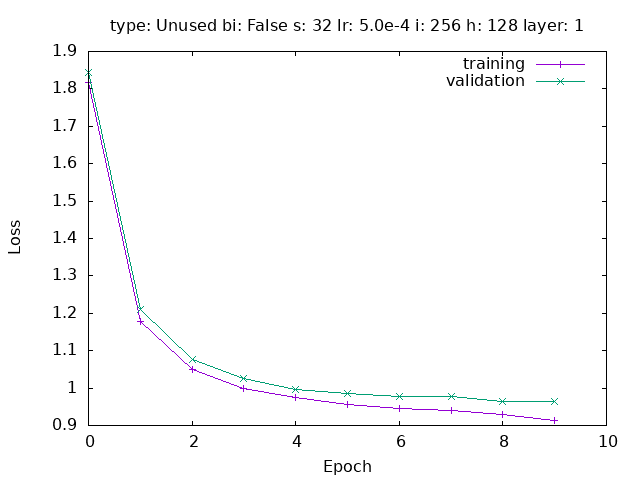 type: Unused bi: False s: 32 lr: 5.0e-4 i: 256 h: 128 layer: 1
training
validation
1.9
1.8
1.7
1.6
1.5
1.4
1.3
1.2
1.1
1
0.9
Loss
0 2 4 6 8 10
Epoch